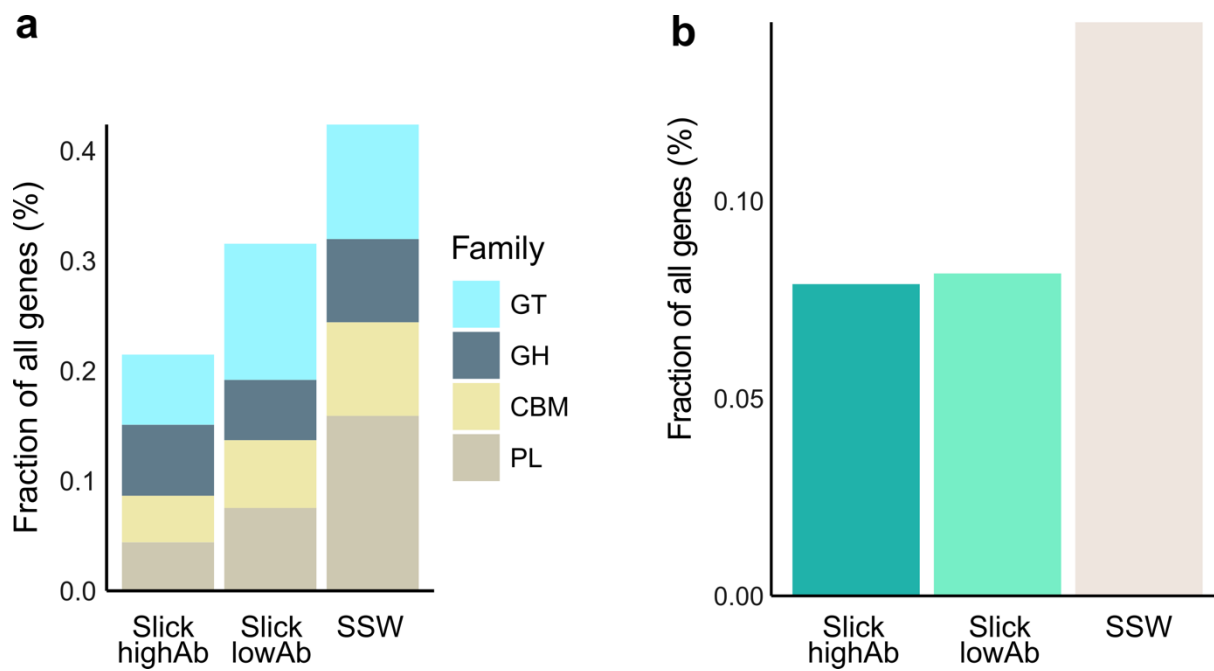 a
Fraction of all genes (%)
0.4
0.3
0.2
0.1
0.0
Slick
highAb
Slick
lowAb
SSW
Family
GT
GH
CBM
PL
b
Fraction of all genes (%)
0.10
0.05
0.00
Slick
highAb
Slick
lowAb
SSW